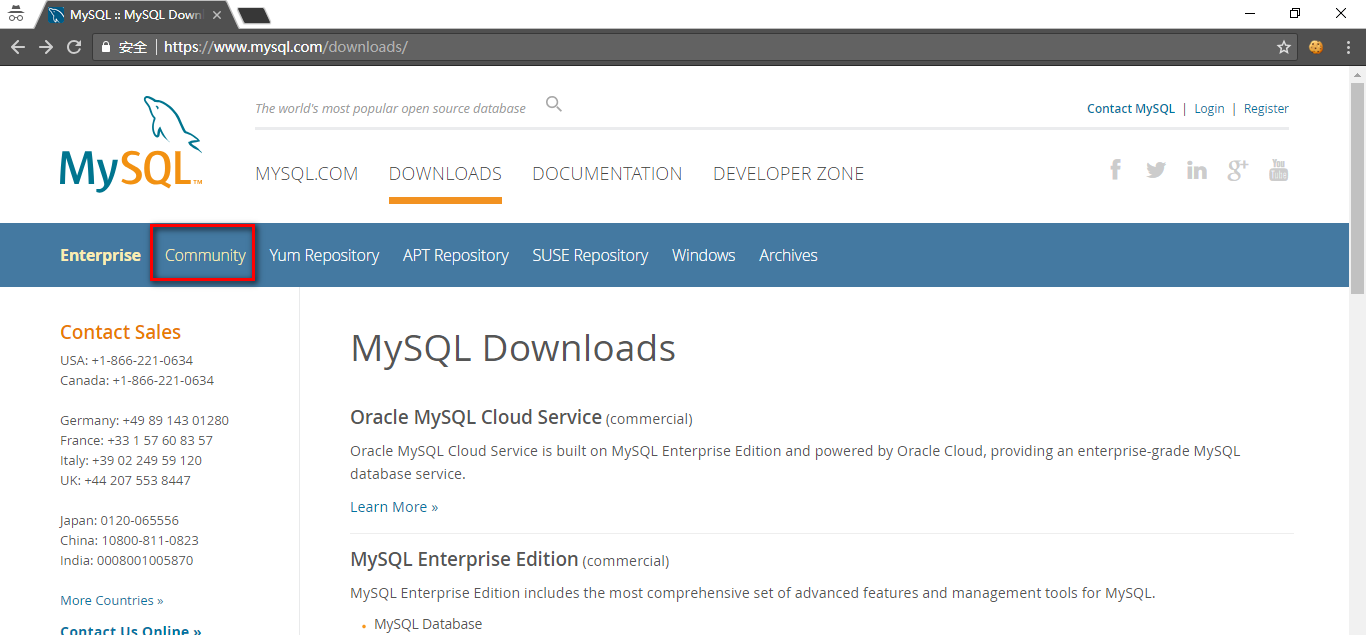 MySQL :: MySQL Down
安全 | https://www.mysql.com/downloads/
MySQL™
The world's most popular open source database
Contact MySQL | Login | Register
MYSQL.COM DOWNLOADS DOCUMENTATION DEVELOPER ZONE
f in g+ You Tube
Enterprise Community Yum Repository APT Repository SUSE Repository Windows Archives
Contact Sales
USA: +1-866-221-0634
Canada: +1-866-221-0634
Germany: +49 89 143 01280
France: +33 1 57 60 83 57
Italy: +39 02 249 59 120
UK: +44 207 553 8447
Japan: 0120-065556
China: 10800-811-0823
India: 0008001005870
More Countries »
Contact Us Online »
MySQL Downloads
Oracle MySQL Cloud Service (commercial)
Oracle MySQL Cloud Service is built on MySQL Enterprise Edition and powered by Oracle Cloud, providing an enterprise-grade MySQL
database service.
Learn More »
MySQL Enterprise Edition (commercial)
MySQL Enterprise Edition includes the most comprehensive set of advanced features and management tools for MySQL.
• MySQL Database